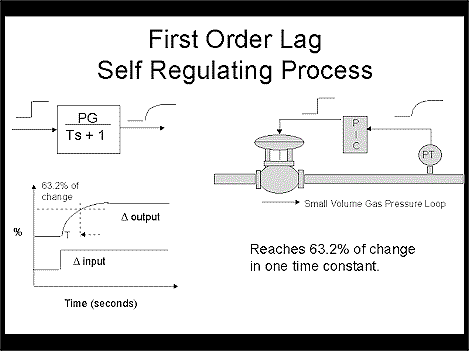 First Order Lag
Self Regulating Process
PG
Ts + 1
63.2% of
change
Δ output
T
%
Δ input
Time (seconds)
P
I
C
PT
Small Volume Gas Pressure Loop
Reaches 63.2% of change
in one time constant.